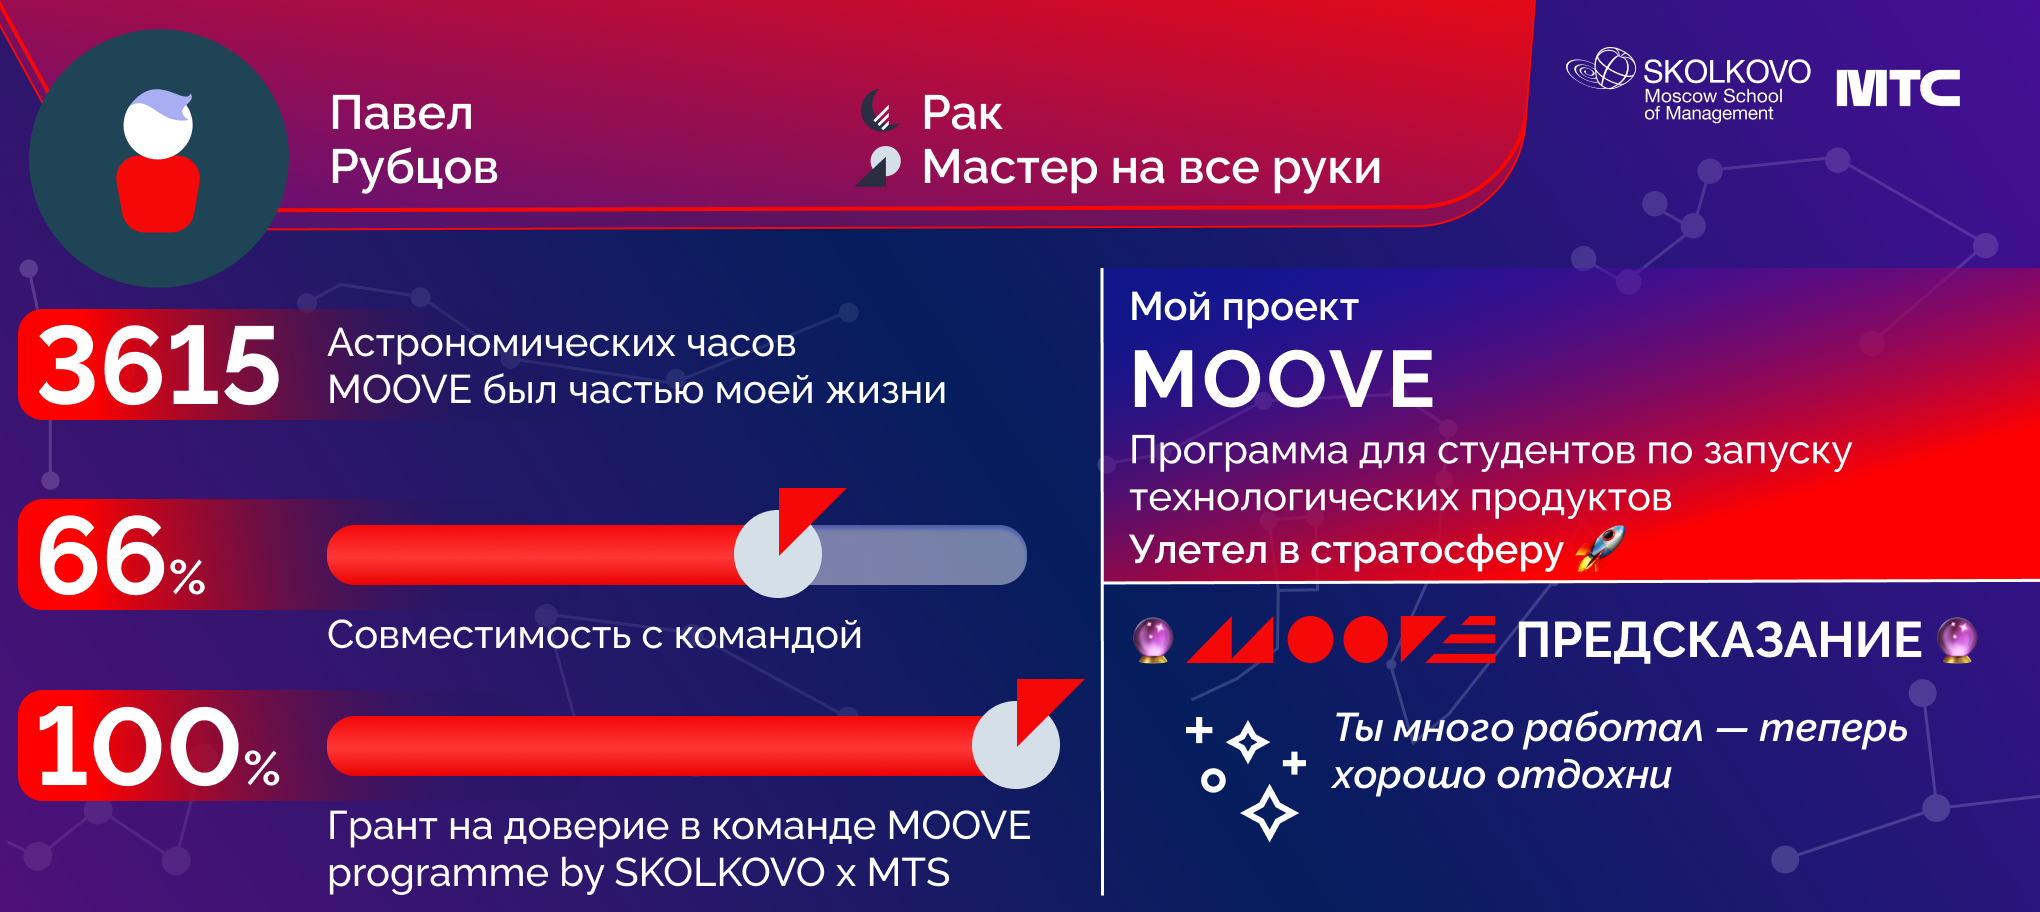 Павел
Рубцов
Рак
Мастер на все руки
SKOLKOVO
Moscow School
of Management
МТС
3615
Астрономических часов
MOOVE был частью моей жизни
66%
Совместимость с командой
100%
Грант на доверие в команде MOOVE
programme by SKOLKOVO x MTS
Мой проект
MOOVE
Программа для студентов по запуску
технологических продуктов
Улетел в стратосферу 🚀
🔮 MOOVE ПРЕДСКАЗАНИЕ 🔮
Ты много работал — теперь
хорошо отдохни